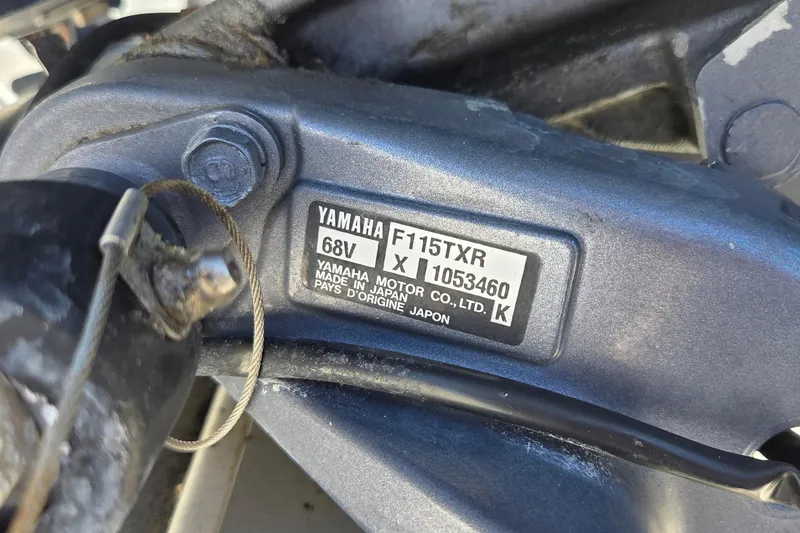 YAMAHA F115TXR
68V X 1053460
YAMAHA MOTOR CO., LTD. K
MADE IN JAPAN
PAYS D'ORIGINE JAPON